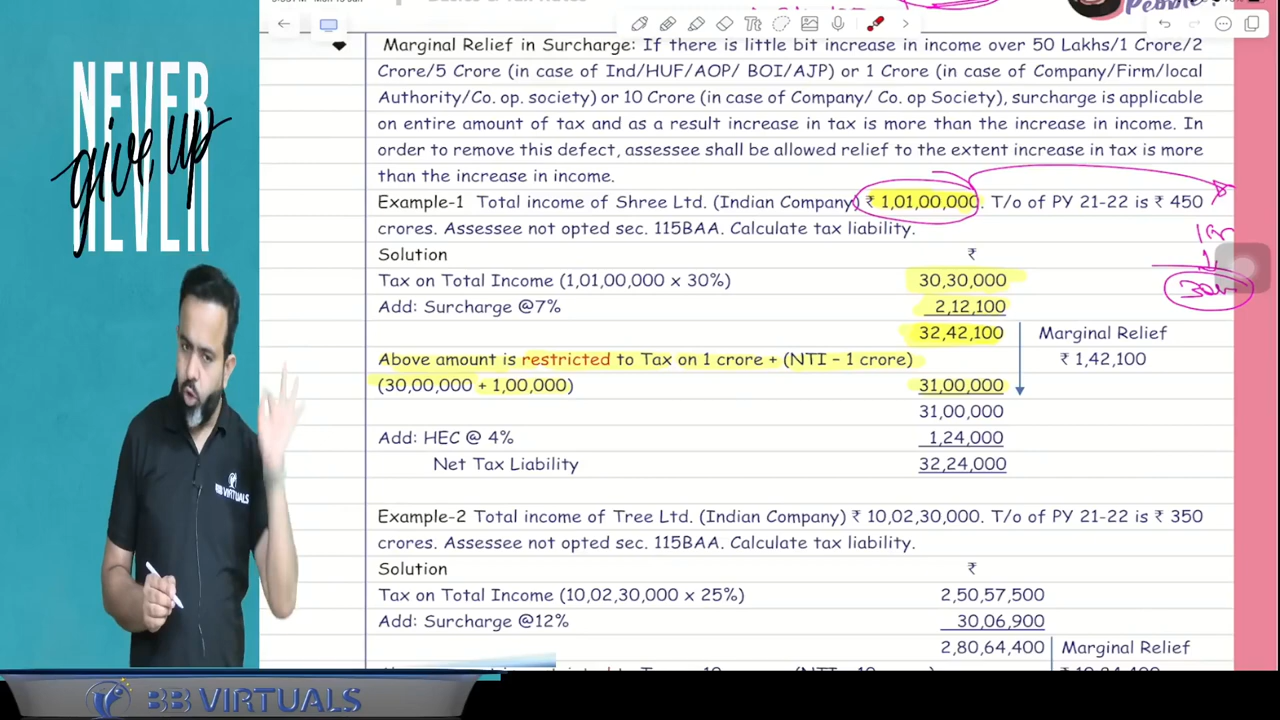 NEVER
give up
NEVER
Marginal Relief in Surcharge: If there is little bit increase in income over 50 Lakhs/1 Crore/2
Crore/5 Crore (in case of Ind/HUF/AOP/ BOI/AJP) or 1 Crore (in case of Company/Firm/local
Authority/Co. op. society) or 10 Crore (in case of Company/ Co. op Society), surcharge is applicable
on entire amount of tax and as a result increase in tax is more than the increase in income. In
order to remove this defect, assessee shall be allowed relief to the extent increase in tax is more
than the increase in income.
Example-1 Total income of Shree Ltd. (Indian Company) ₹ 1,01,00,000. T/o of PY 21-22 is ₹ 450
crores. Assessee not opted sec. 115BAA. Calculate tax liability.
Solution ₹
Tax on Total Income (1,01,00,000 x 30%) 30,30,000
Add: Surcharge @7% 2,12,100
32,42,100 Marginal Relief
Above amount is restricted to Tax on 1 crore + (NTI – 1 crore) ₹ 1,42,100
(30,00,000 + 1,00,000) 31,00,000
31,00,000
Add: HEC @ 4% 1,24,000
Net Tax Liability 32,24,000
Example-2 Total income of Tree Ltd. (Indian Company) ₹ 10,02,30,000. T/o of PY 21-22 is ₹ 350
crores. Assessee not opted sec. 115BAA. Calculate tax liability.
Solution ₹
Tax on Total Income (10,02,30,000 x 25%) 2,50,57,500
Add: Surcharge @12% 30,06,900
2,80,64,400 Marginal Relief
BB VIRTUALS
BB VIRTUALS